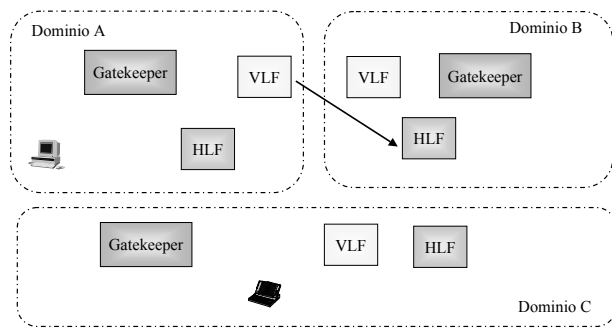 Dominio A
Gatekeeper
VLF
HLF
Dominio B
VLF
Gatekeeper
HLF
Gatekeeper
VLF
HLF
Dominio C